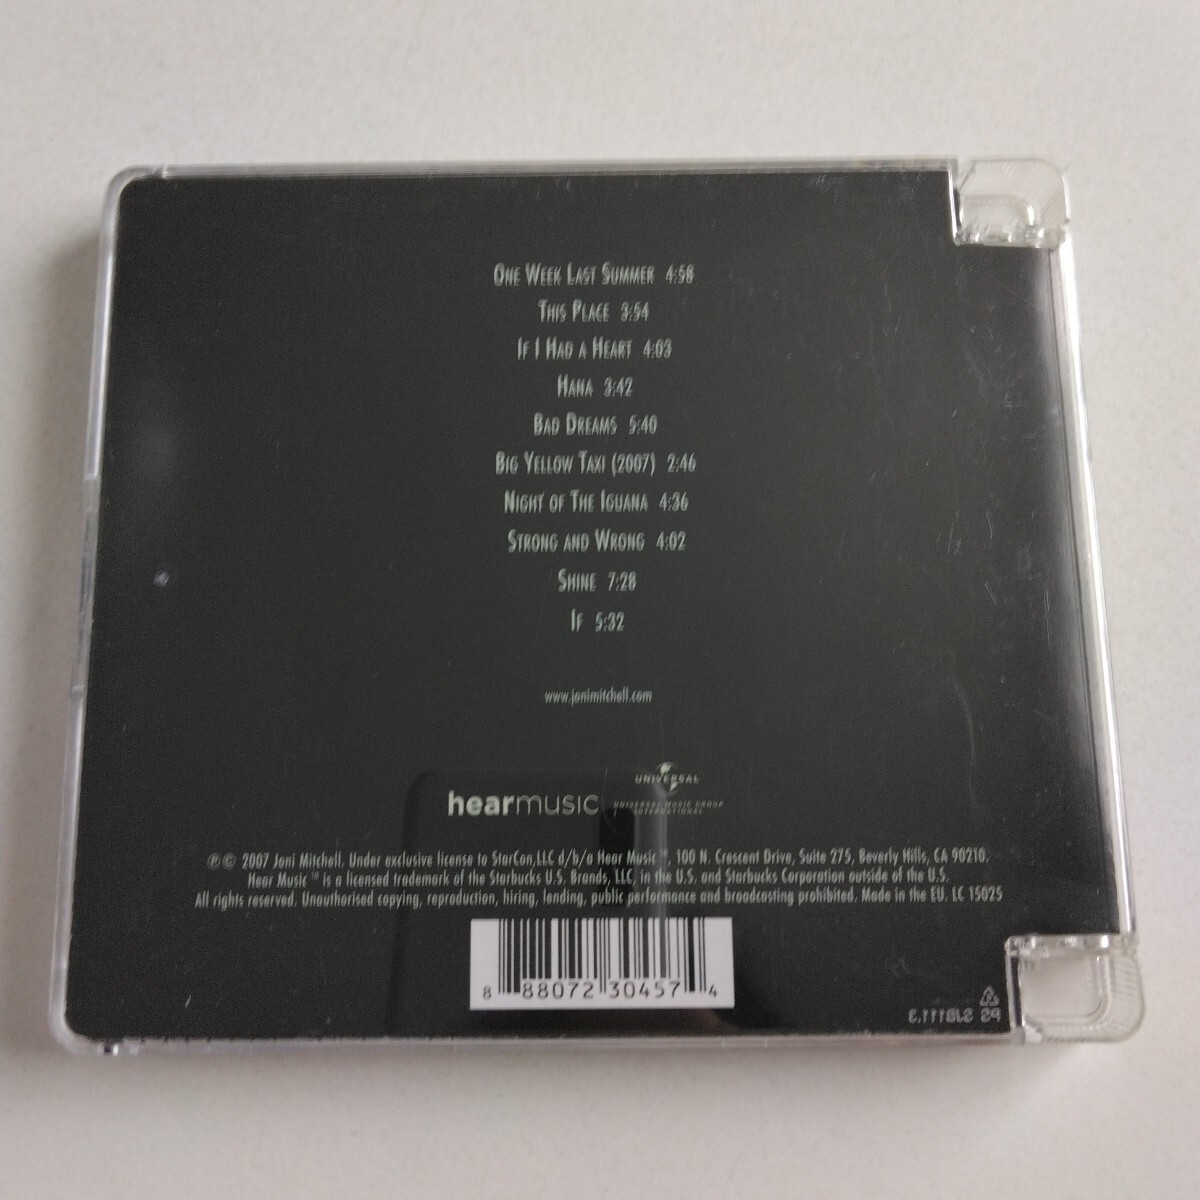 One Week Last Summer 4:58
This Place 3:54
If I Had a Heart 4:03
Hana 3:42
Bad Dreams 5:40
Big Yellow Taxi (2007) 2:46
Night of The Iguana 4:36
Strong and Wrong 4:02
Shine 7:28
If 5:32
www.jonimitchell.com
UNIVERSAL
hearmusic
UNIVERSAL MUSIC GROUP
INTERNATIONAL
℗© 2007 Joni Mitchell. Under exclusive license to StarCon,LLC d/b/a Hear Music™, 100 N. Crescent Drive, Suite 275, Beverly Hills, CA 90210.
Hear Music™ is a licensed trademark of the Starbucks U.S. Brands, LLC, in the U.S. and Starbucks Corporation outside of the U.S.
All rights reserved. Unauthorised copying, reproduction, hiring, lending, public performance and broadcasting prohibited. Made in the EU. LC 15025
8 88072 30457 4